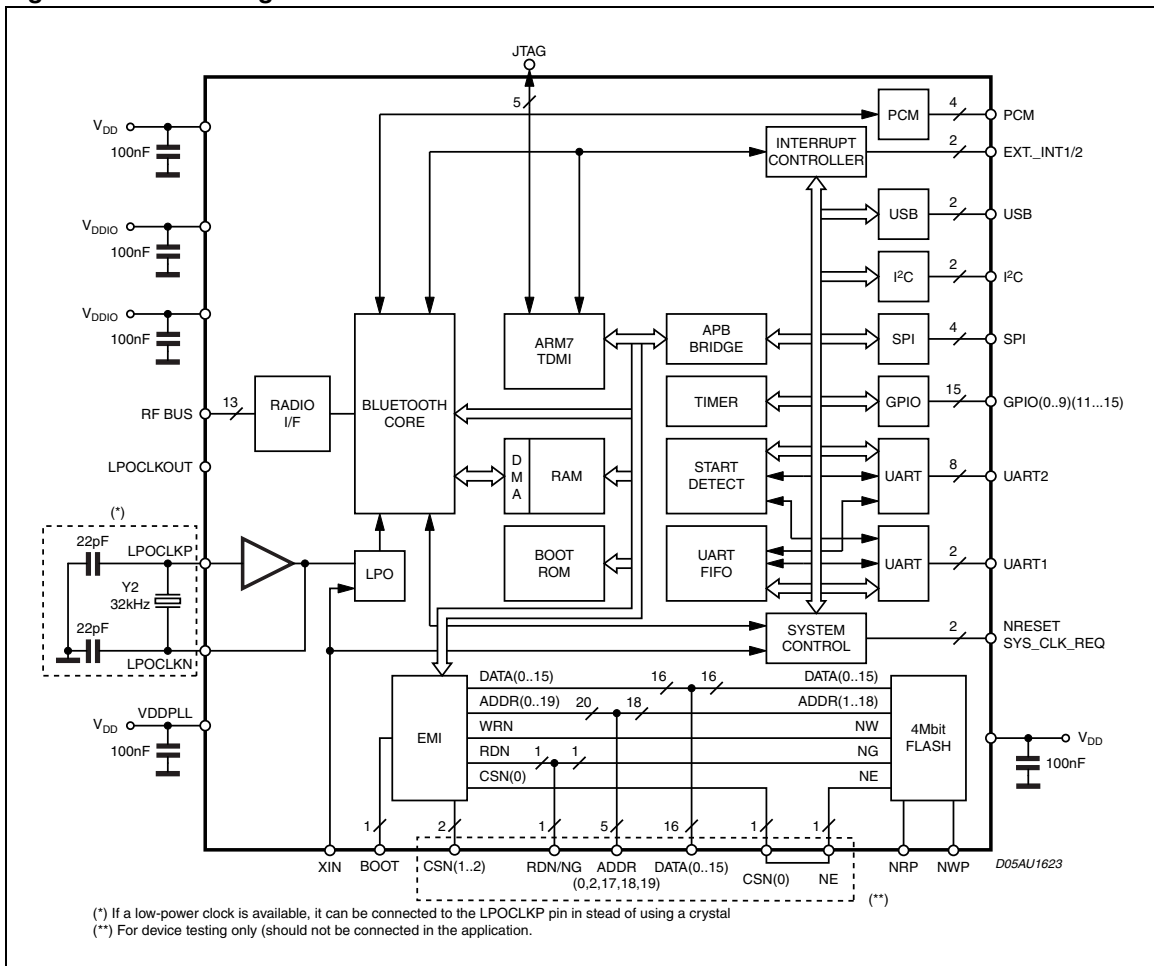 JTAG
5
PCM
4
PCM
V_DD
100nF
INTERRUPT
CONTROLLER
2
EXT._INT1/2
USB
2
USB
V_DDIO
100nF
I²C
2
I²C
V_DDIO
100nF
BLUETOOTH
CORE
ARM7
TDMI
APB
BRIDGE
SPI
4
SPI
RF BUS
13
RADIO
I/F
TIMER
GPIO
15
GPIO(0..9)(11...15)
LPOCLKOUT
D
M
A
RAM
START
DETECT
UART
8
UART2
(*)
22pF
LPOCLKP
Y2
32kHz
22pF
LPOCLKN
LPO
BOOT
ROM
UART
FIFO
UART
2
UART1
SYSTEM
CONTROL
2
NRESET
SYS_CLK_REQ
V_DD
VDDPLL
100nF
EMI
DATA(0..15)
16
16
DATA(0..15)
ADDR(0..19)
20
18
ADDR(1..18)
WRN
NW
RDN
1
1
NG
CSN(0)
NE
4Mbit
FLASH
V_DD
100nF
1
2
1
5
16
1
1
XIN
BOOT
CSN(1..2)
RDN/NG
ADDR
(0,2,17,18,19)
DATA(0..15)
CSN(0)
NE
NRP
NWP
D05AU1623
(**)
(*) If a low-power clock is available, it can be connected to the LPOCLKP pin in stead of using a crystal
(**) For device testing only (should not be connected in the application.